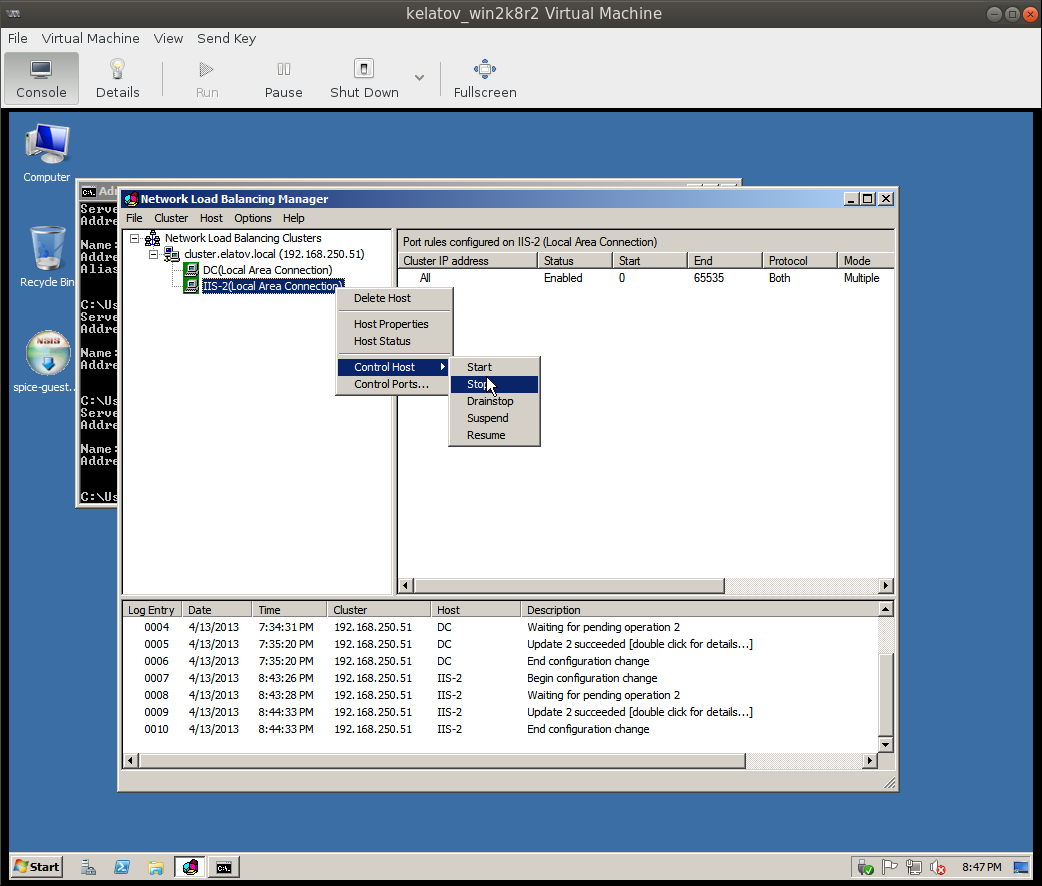 kelatov_win2k8r2 Virtual Machine
File Virtual Machine View Send Key
Console Details Run Pause Shut Down Fullscreen
Computer
Recycle Bin
spice-guest...
Network Load Balancing Manager
File Cluster Host Options Help
Network Load Balancing Clusters
cluster.elatov.local (192.168.250.51)
DC(Local Area Connection)
IIS-2(Local Area Connection)
Port rules configured on IIS-2 (Local Area Connection)
Cluster IP address Status Start End Protocol Mode
All Enabled 0 65535 Both Multiple
Delete Host
Host Properties
Host Status
Control Host
Control Ports...
Start
Stop
Drainstop
Suspend
Resume
C:\.
Adm
Serve
Addre
Name:
Addre
Alias
C:\Us
Serve
Addre
Name:
Addre
C:\Us
Serve
Addre
Name:
Addre
C:\Us
Log Entry Date Time Cluster Host Description
0004 4/13/2013 7:34:31 PM 192.168.250.51 DC Waiting for pending operation 2
0005 4/13/2013 7:35:20 PM 192.168.250.51 DC Update 2 succeeded [double click for details...]
0006 4/13/2013 7:35:20 PM 192.168.250.51 DC End configuration change
0007 4/13/2013 8:43:26 PM 192.168.250.51 IIS-2 Begin configuration change
0008 4/13/2013 8:43:28 PM 192.168.250.51 IIS-2 Waiting for pending operation 2
0009 4/13/2013 8:44:33 PM 192.168.250.51 IIS-2 Update 2 succeeded [double click for details...]
0010 4/13/2013 8:44:33 PM 192.168.250.51 IIS-2 End configuration change
Start
8:47 PM